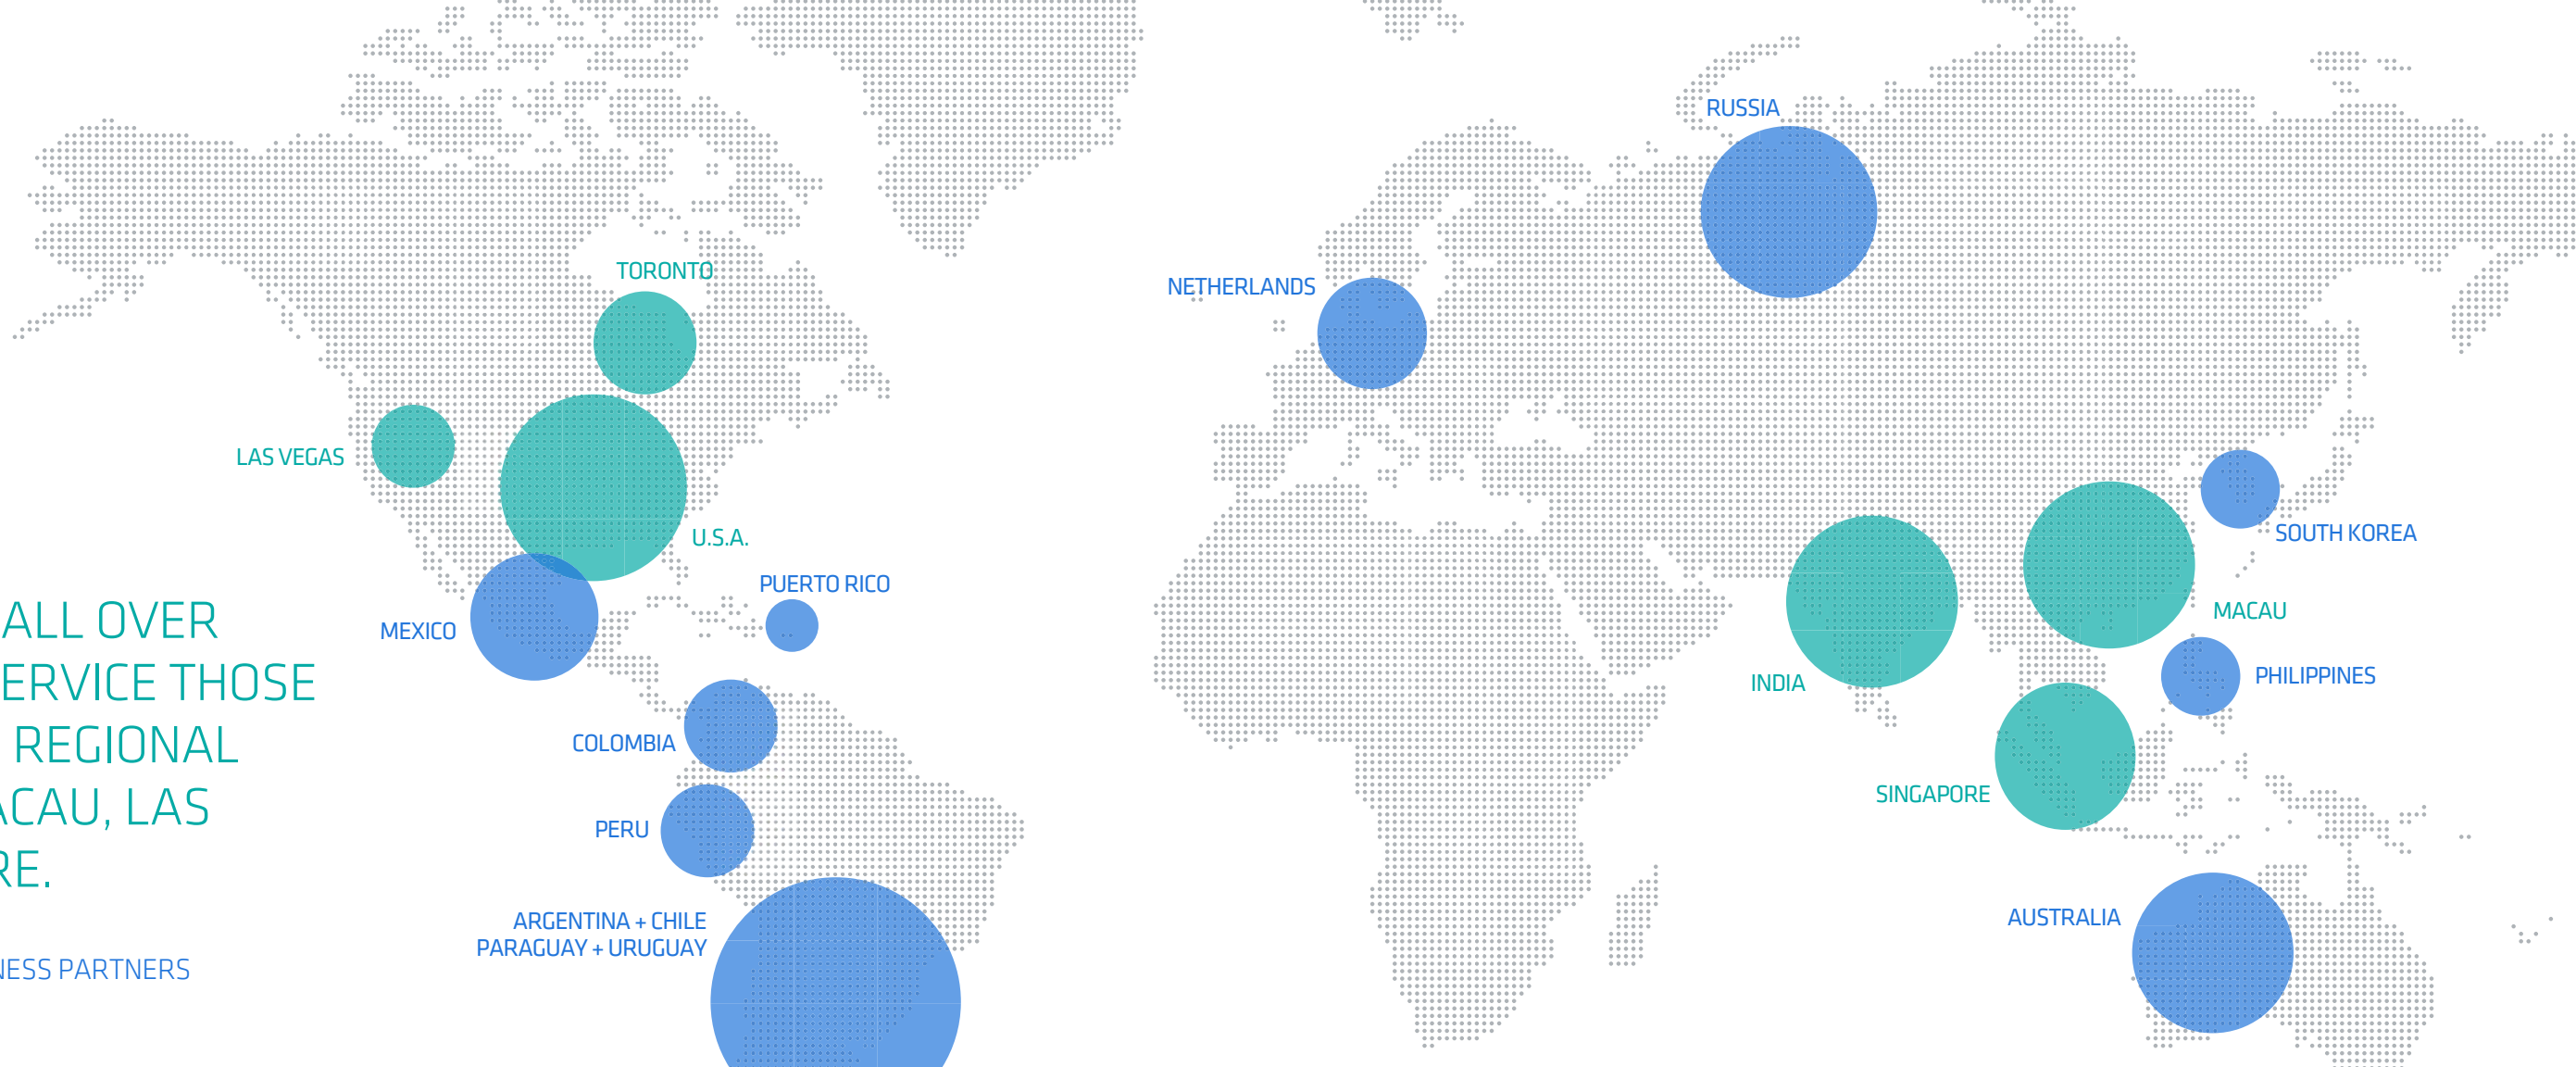 ALL OVER
ERVICE THOSE
REGIONAL
ACAU, LAS
RE.
NESS PARTNERS
TORONTO
LAS VEGAS
U.S.A.
MEXICO
PUERTO RICO
COLOMBIA
PERU
ARGENTINA + CHILE
PARAGUAY + URUGUAY
NETHERLANDS
RUSSIA
INDIA
SOUTH KOREA
MACAU
PHILIPPINES
SINGAPORE
AUSTRALIA